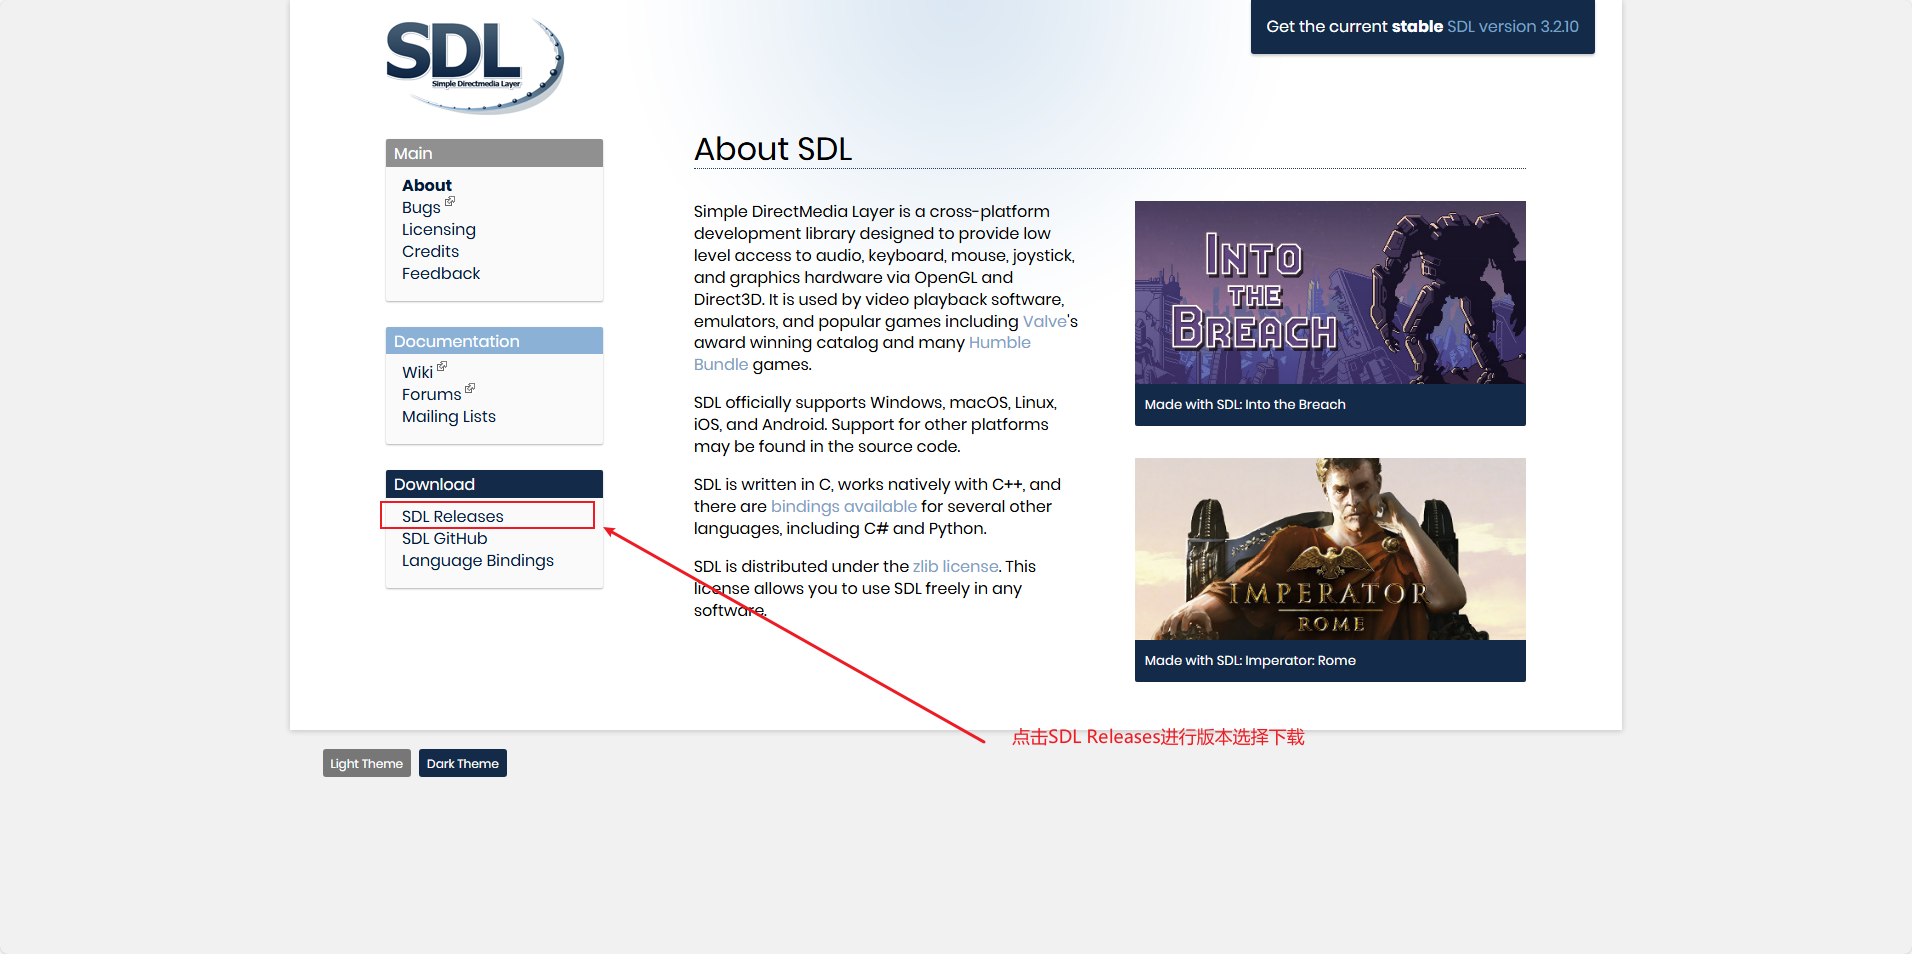 SDL
Simple Directmedia Layer
Get the current stable SDL version 3.2.10
Main
About
Bugs
Licensing
Credits
Feedback
Documentation
Wiki
Forums
Mailing Lists
Download
SDL Releases
SDL GitHub
Language Bindings
About SDL
Simple DirectMedia Layer is a cross-platform
development library designed to provide low
level access to audio, keyboard, mouse, joystick,
and graphics hardware via OpenGL and
Direct3D. It is used by video playback software,
emulators, and popular games including Valve's
award winning catalog and many Humble
Bundle games.
SDL officially supports Windows, macOS, Linux,
iOS, and Android. Support for other platforms
may be found in the source code.
SDL is written in C, works natively with C++, and
there are bindings available for several other
languages, including C# and Python.
SDL is distributed under the zlib license. This
license allows you to use SDL freely in any
software.
INTO
THE
BREACH
Made with SDL: Into the Breach
IMPERATOR
ROME
Made with SDL: Imperator: Rome
点击SDL Releases进行版本选择下载
Light Theme
Dark Theme